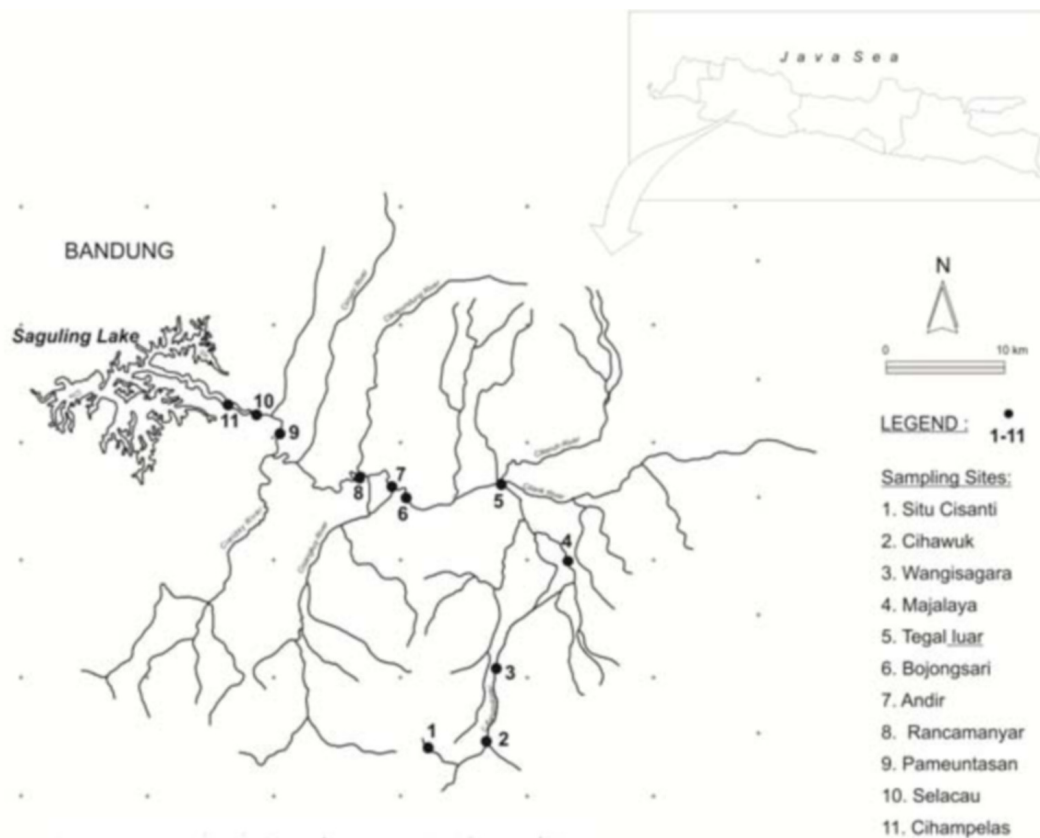 Java Sea
BANDUNG
N
Saguling Lake
0 10 km
LEGEND :
1-11
Sampling Sites:
1. Situ Cisanti
2. Cihawuk
3. Wangisagara
4. Majalaya
5. Tegal luar
6. Bojongsari
7. Andir
8. Rancamanyar
9. Pameuntasan
10. Selacau
11. Cihampelas
11
10
9
8
7
6
5
4
3
2
1